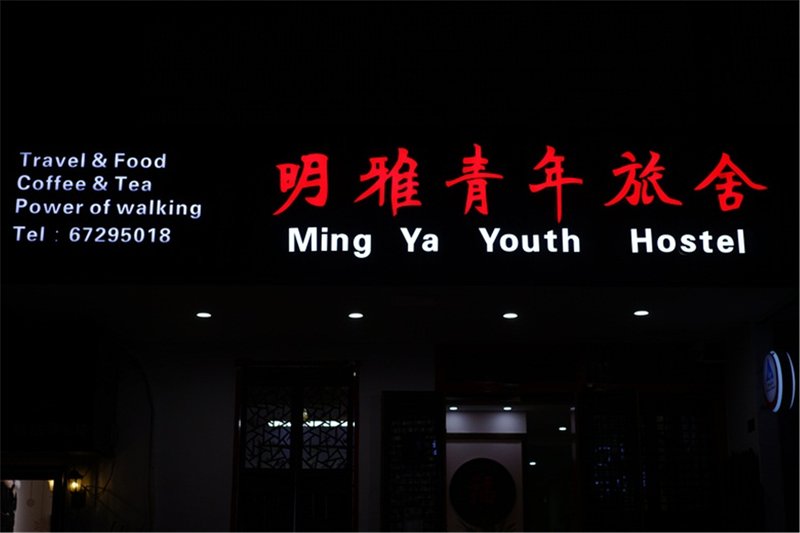 Travel & Food
Coffee & Tea
Power of walking
Tel : 67295018
明雅青年旅舍
Ming Ya Youth Hostel